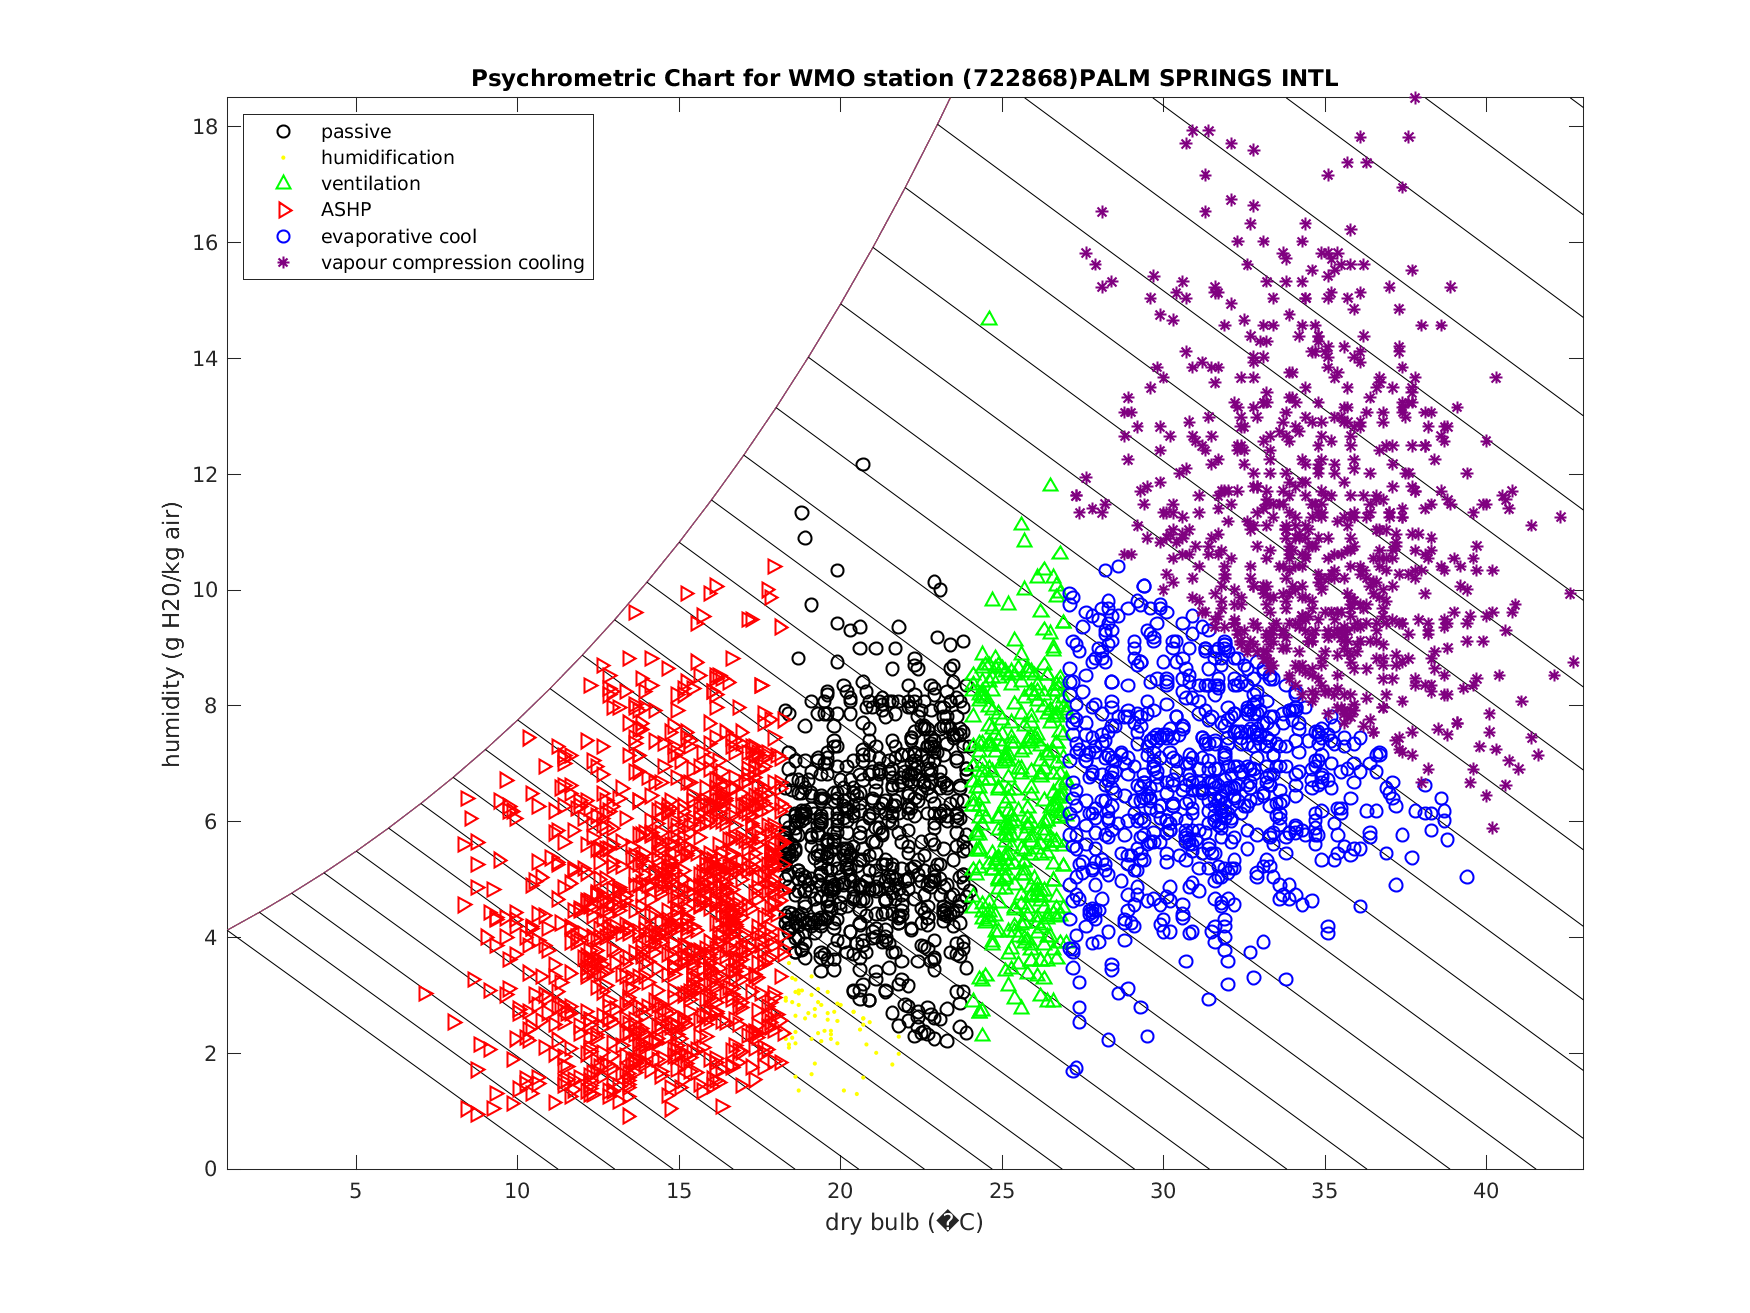 Psychrometric Chart for WMO station (722868)PALM SPRINGS INTL
passive
humidification
ventilation
ASHP
evaporative cool
vapour compression cooling
humidity (g H20/kg air)
18
16
14
12
10
8
6
4
2
0
5 10 15 20 25 30 35 40
dry bulb (�C)